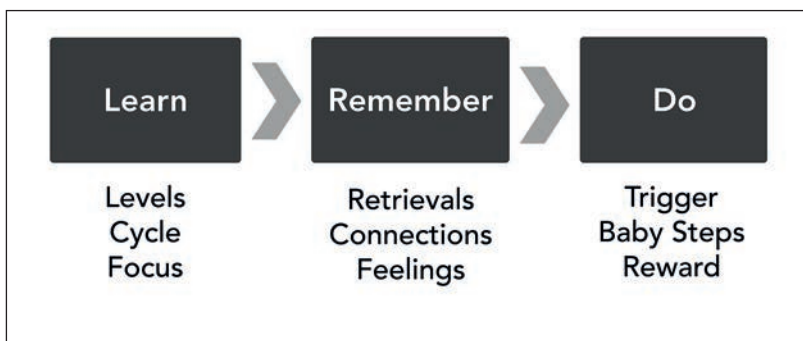 Learn
Remember
Do
Levels
Cycle
Focus
Retrievals
Connections
Feelings
Trigger
Baby Steps
Reward